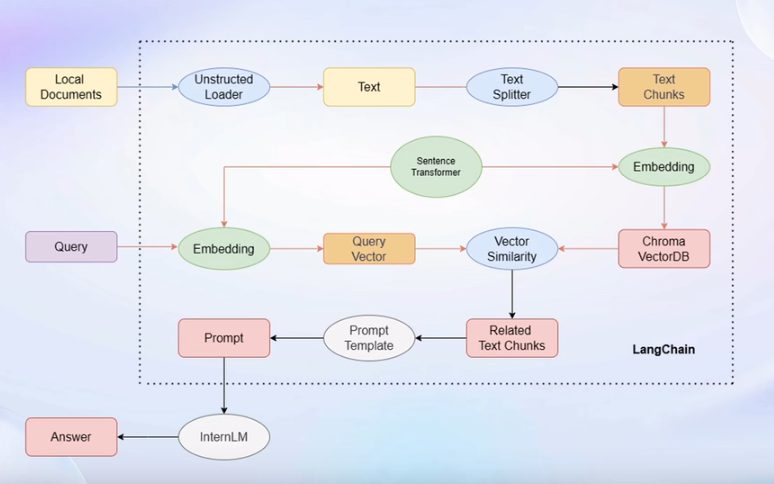 Local
Documents
Unstructed
Loader
Text
Text
Splitter
Text
Chunks
Sentence
Transformer
Embedding
Query
Embedding
Query
Vector
Vector
Similarity
Chroma
VectorDB
Prompt
Prompt
Template
Related
Text Chunks
LangChain
Answer
InternLM